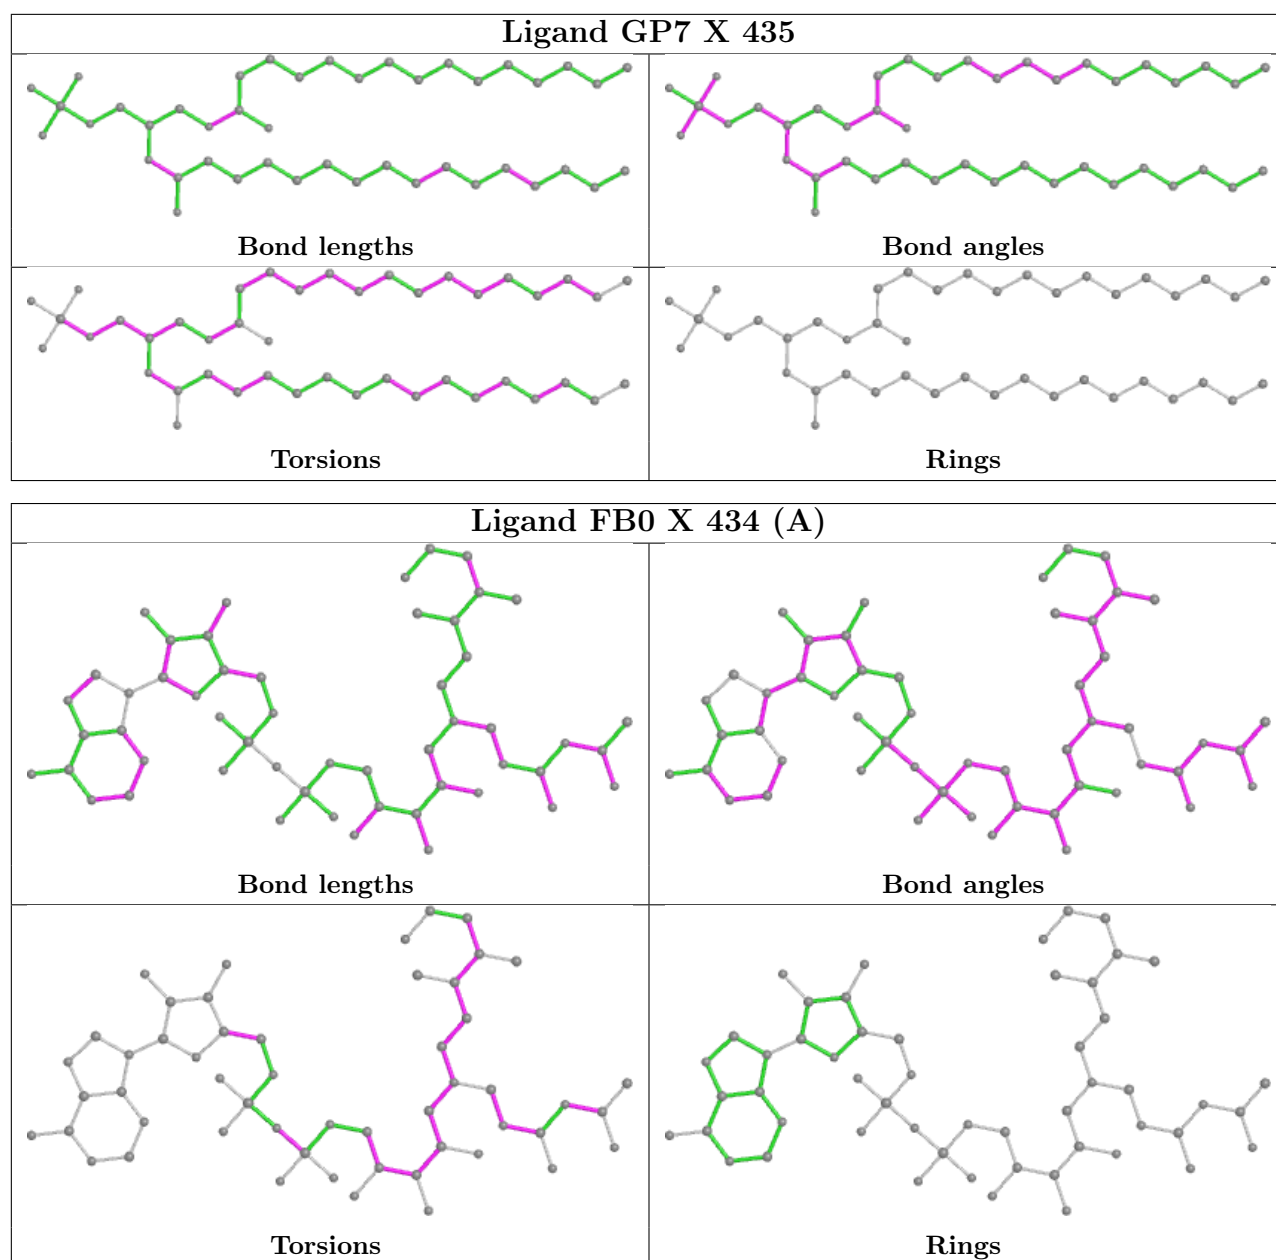 Ligand GP7 X 435
Bond lengths
Bond angles
Torsions
Rings
Ligand FB0 X 434 (A)
Bond lengths
Bond angles
Torsions
Rings